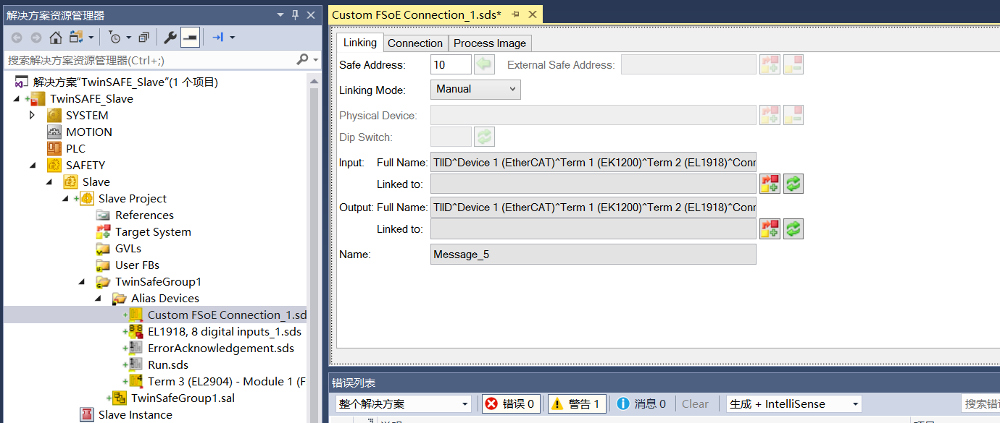 解决方案资源管理器
搜索解决方案资源管理器(Ctrl+;)
解决方案"TwinSAFE_Slave"(1 个项目)
TwinSAFE_Slave
SYSTEM
MOTION
PLC
SAFETY
Slave
Slave Project
References
Target System
GVLs
User FBs
TwinSafeGroup1
Alias Devices
Custom FSoE Connection_1.sd
EL1918, 8 digital inputs_1.sds
ErrorAcknowledgement.sds
Run.sds
Term 3 (EL2904) - Module 1 (F
TwinSafeGroup1.sal
Slave Instance
Custom FSoE Connection_1.sds*
Linking Connection Process Image
Safe Address: 10 External Safe Address:
Linking Mode: Manual
Physical Device:
Dip Switch:
Input: Full Name: TIID^Device 1 (EtherCAT)^Term 1 (EK1200)^Term 2 (EL1918)^Conr
Linked to:
Output: Full Name: TIID^Device 1 (EtherCAT)^Term 1 (EK1200)^Term 2 (EL1918)^Conr
Linked to:
Name: Message_5
错误列表
整个解决方案 错误 0 警告 1 消息 0 Clear 生成 + IntelliSense 搜索错